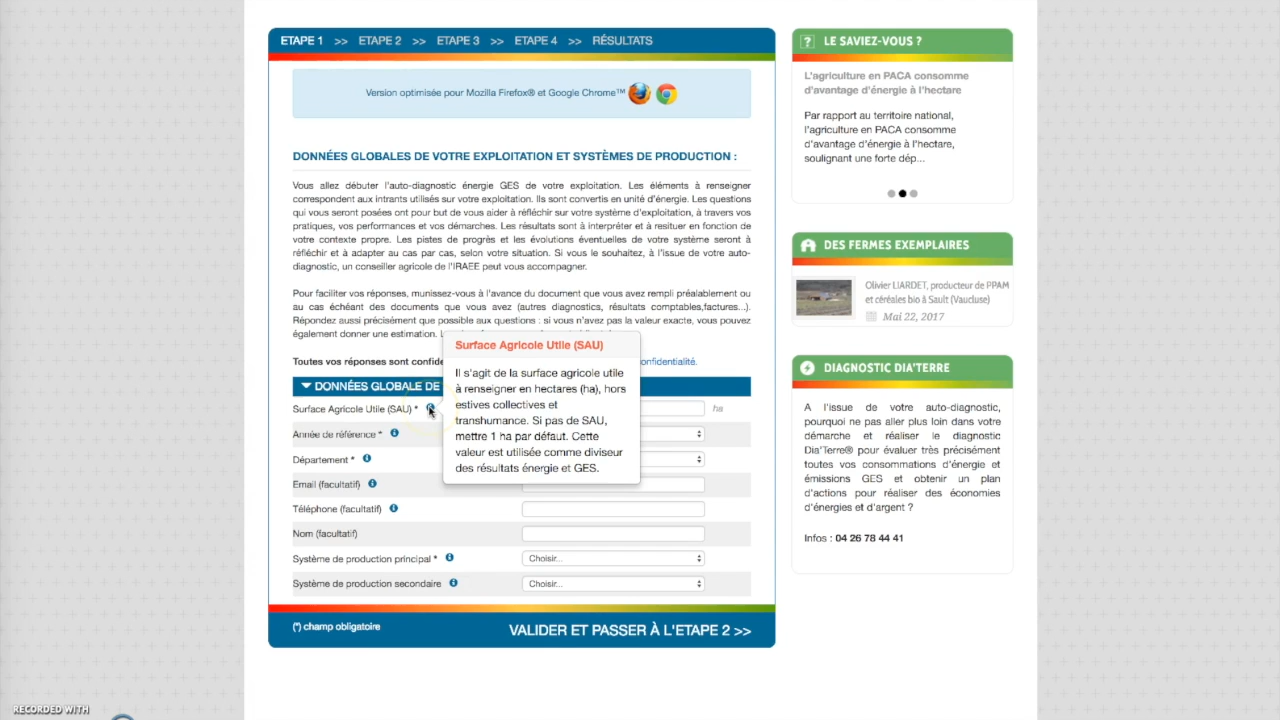 ETAPE 1 >> ETAPE 2 >> ETAPE 3 >> ETAPE 4 >> RÉSULTATS
Version optimisée pour Mozilla Firefox® et Google Chrome™
DONNÉES GLOBALES DE VOTRE EXPLOITATION ET SYSTÈMES DE PRODUCTION :
Vous allez débuter l'auto-diagnostic énergie GES de votre exploitation. Les éléments à renseigner
correspondent aux intrants utilisés sur votre exploitation. Ils sont convertis en unité d'énergie. Les questions
qui vous seront posées ont pour but de vous aider à réfléchir sur votre système d'exploitation, à travers vos
pratiques, vos performances et vos démarches. Les résultats sont à interpréter et à resituer en fonction de
votre contexte propre. Les pistes de progrès et les évolutions éventuelles de votre système seront à
réfléchir et à adapter au cas par cas, selon votre situation. Si vous le souhaitez, à l'issue de votre auto-
diagnostic, un conseiller agricole de l'IRAEE peut vous accompagner.
Pour faciliter vos réponses, munissez-vous à l'avance du document que vous avez rempli préalablement ou
au cas échéant des documents que vous avez (autres diagnostics, résultats comptables,factures...).
Répondez aussi précisément que possible aux questions : si vous n'avez pas la valeur exacte, vous pouvez
également donner une estimation.
Toutes vos réponses sont confide onfidentialité.
DONNÉES GLOBALES DE
Surface Agricole Utile (SAU) * ha
Année de référence *
Département *
Email (facultatif)
Téléphone (facultatif)
Nom (facultatif)
Système de production principal * Choisir...
Système de production secondaire Choisir...
Surface Agricole Utile (SAU)
Il s'agit de la surface agricole utile
à renseigner en hectares (ha), hors
estives collectives et
transhumance. Si pas de SAU,
mettre 1 ha par défaut. Cette
valeur est utilisée comme diviseur
des résultats énergie et GES.
(*) champ obligatoire
VALIDER ET PASSER À L'ETAPE 2 >>
LE SAVIEZ-VOUS ?
L'agriculture en PACA consomme
d'avantage d'énergie à l'hectare
Par rapport au territoire national,
l'agriculture en PACA consomme
d'avantage d'énergie à l'hectare,
soulignant une forte dép...
DES FERMES EXEMPLAIRES
Olivier LIARDET, producteur de PPAM
et céréales bio à Sault (Vaucluse)
Mai 22, 2017
DIAGNOSTIC DIA'TERRE
A l'issue de votre auto-diagnostic,
pourquoi ne pas aller plus loin dans votre
démarche et réaliser le diagnostic
Dia'Terre® pour évaluer très précisément
toutes vos consommations d'énergie et
émissions GES et obtenir un plan
d'actions pour réaliser des économies
d'énergies et d'argent ?
Infos : 04 26 78 44 41
RECORDED WITH